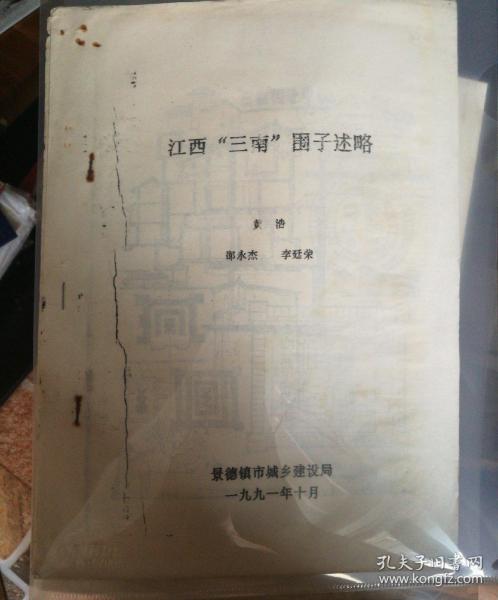 江西“三南”围子述略
黄浩
邵永杰 李廷荣
景德镇市城乡建设局
一九九一年十月
孔夫子旧书网
www.kongfz.com